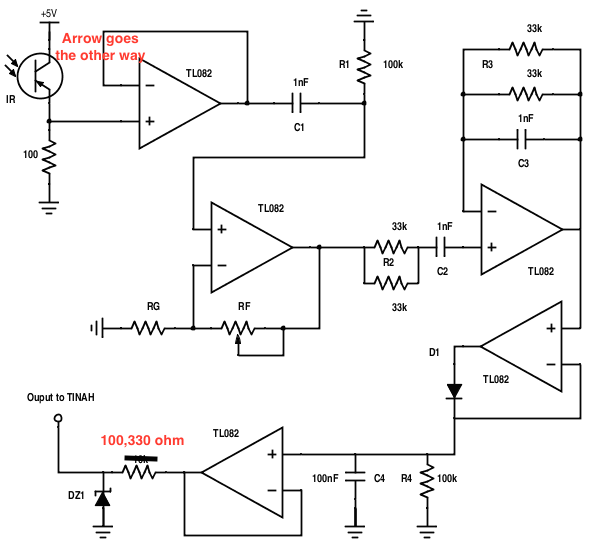 +5V
Arrow goes
the other way
IR
100
−
+
TL082
1nF
C1
R1
100k
33k
R3
33k
1nF
C3
TL082
+
−
33k
R2
33k
1nF
C2
−
+
TL082
RG
RF
D1
+
−
TL082
Ouput to TINAH
100,330 ohm
DZ1
TL082
+
−
100nF
C4
R4
100k